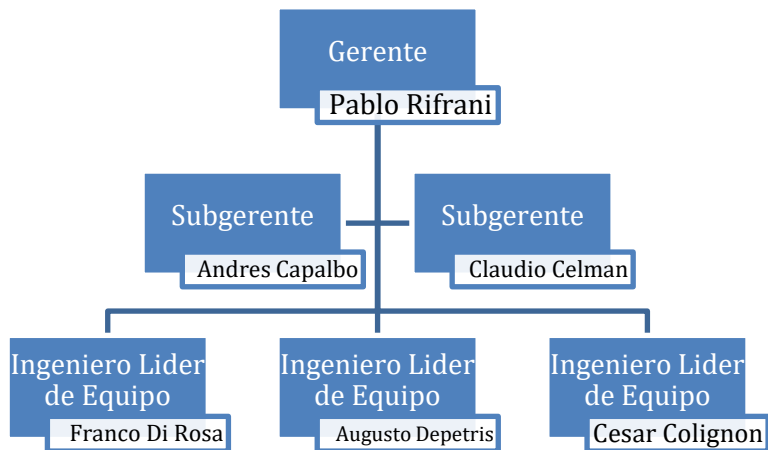 Gerente
Pablo Rifrani
Subgerente
Andres Capalbo
Subgerente
Claudio Celman
Ingeniero Lider
de Equipo
Franco Di Rosa
Ingeniero Lider
de Equipo
Augusto Depetris
Ingeniero Lider
de Equipo
Cesar Colignon